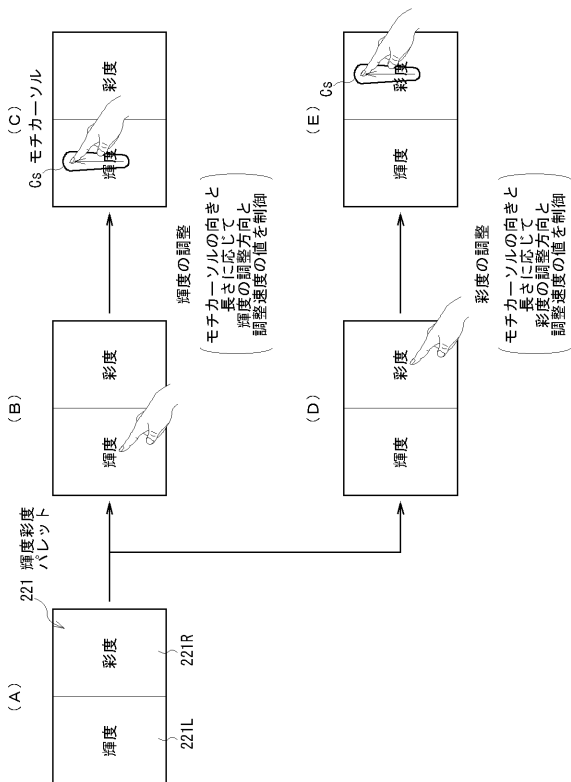 (A)
221 輝度彩度
パレット
輝度
彩度
221L
221R
(B)
輝度
彩度
(C)
Cs モチカーソル
輝度
彩度
輝度の調整
モチカーソルの向きと
長さに応じて
輝度の調整方向と
調整速度の値を制御
(D)
輝度
彩度
(E)
Cs
輝度
彩度
彩度の調整
モチカーソルの向きと
長さに応じて
彩度の調整方向と
調整速度の値を制御